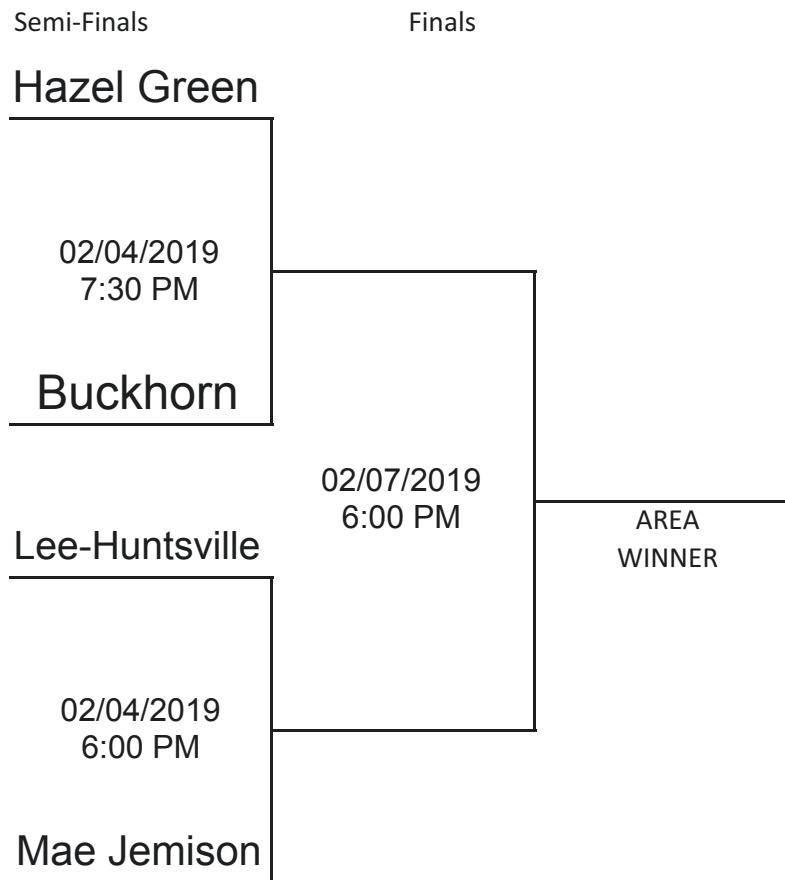 Semi-Finals
Finals
Hazel Green
02/04/2019
7:30 PM
Buckhorn
02/07/2019
6:00 PM
AREA
WINNER
Lee-Huntsville
02/04/2019
6:00 PM
Mae Jemison